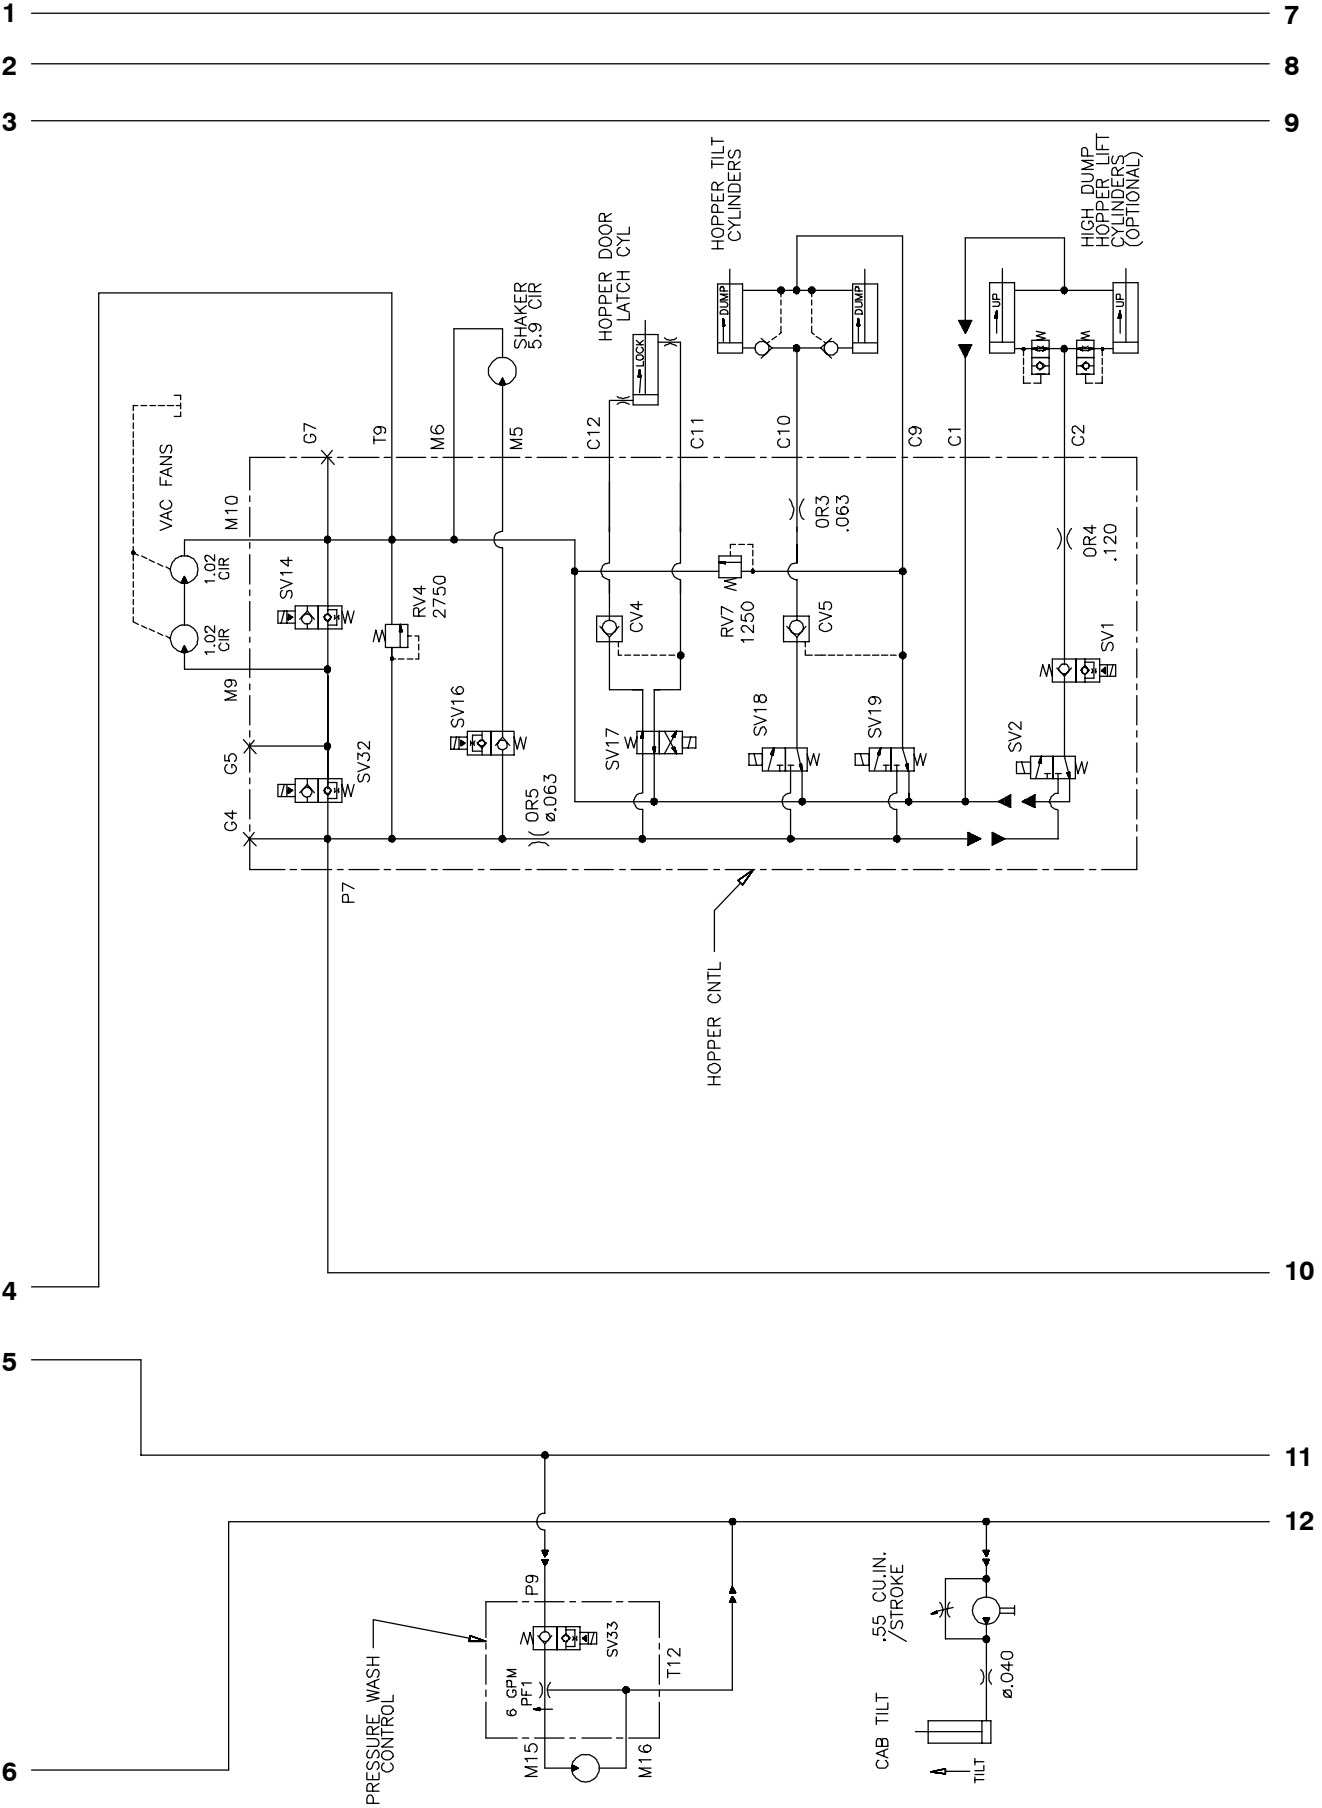 1
7
2
8
3
9
HOPPER TILT
CYLINDERS
HIGH DUMP
HOPPER LIFT
CYLINDERS
(OPTIONAL)
HOPPER DOOR
LATCH CYL
SHAKER
5.9 CIR
DUMP
DUMP
UP
UP
LOCK
VAC FANS
G7
T9
M6
M5
C12
C11
C10
C9
C1
C2
M10
1.02
CIR
1.02
CIR
SV14
RV4
2750
OR3
.063
OR4
.120
CV4
RV7
1250
CV5
SV1
M9
SV16
SV17
SV18
SV19
SV2
G5
SV32
G4
OR5
ø.063
P7
HOPPER CNTL
4
10
5
11
12
.55 CU.IN.
/STROKE
P9
SV33
T12
6 GPM
PF1
PRESSURE WASH
CONTROL
M15
M16
ø.040
CAB TILT
TILT
6